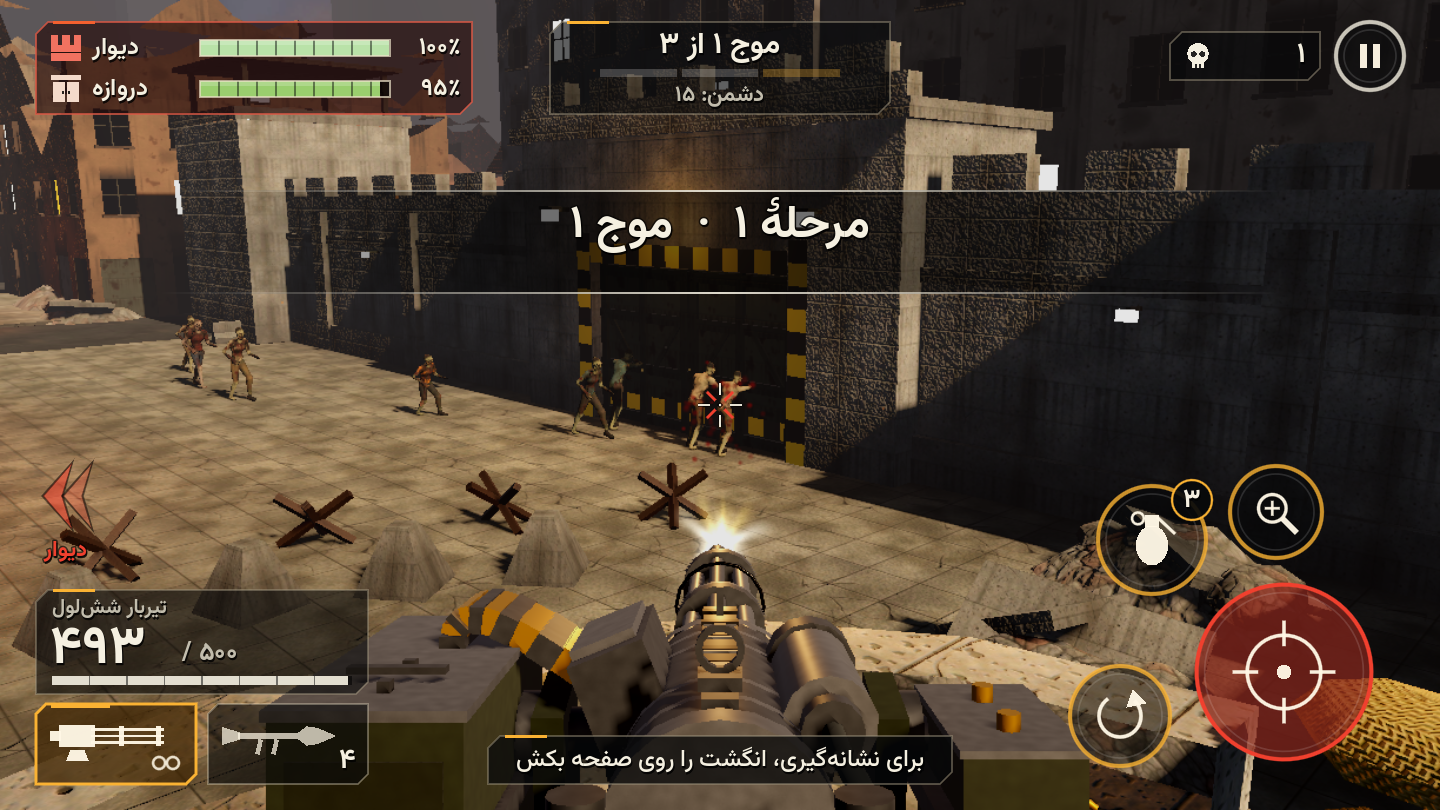 دیوار ۱۰۰٪
دروازه ۹۵٪
موج ۱ از ۳
دشمن: ۱۵
۱
مرحلهٔ ۱ · موج ۱
۳
دیوار
تیربار شش‌لول
۴۹۳ / ۵۰۰
∞
۴
برای نشانه‌گیری، انگشت را روی صفحه بکش